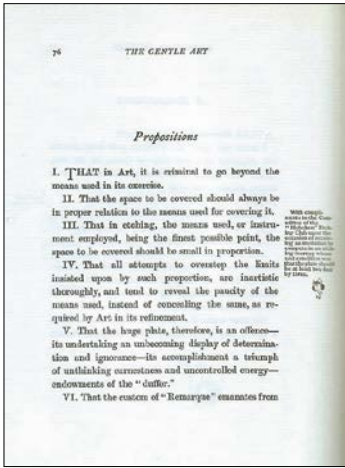 76
THE GENTLE ART
Propositions
I. THAT in Art, it is criminal to go beyond the
means used in its exercise.
II. That the space to be covered should always be
in proper relation to the means used for covering it.
III. That in etching, the means used, or instru-
ment employed, being the finest possible point, the
space to be covered should be small in proportion.
IV. That all attempts to overstep the limits
insisted upon by such proportion, are inartistic
thoroughly, and tend to reveal the paucity of the
means used, instead of concealing the same, as re-
quired by Art in its refinement.
V. That the huge plate, therefore, is an offence—
its undertaking an unbecoming display of determina-
tion and ignorance—its accomplishment a triumph
of unthinking earnestness and uncontrolled energy—
endowments of the “duffer.”
VI. That the custom of “Remarque” emanates from
With compli-
ments to the Com-
mittee of the